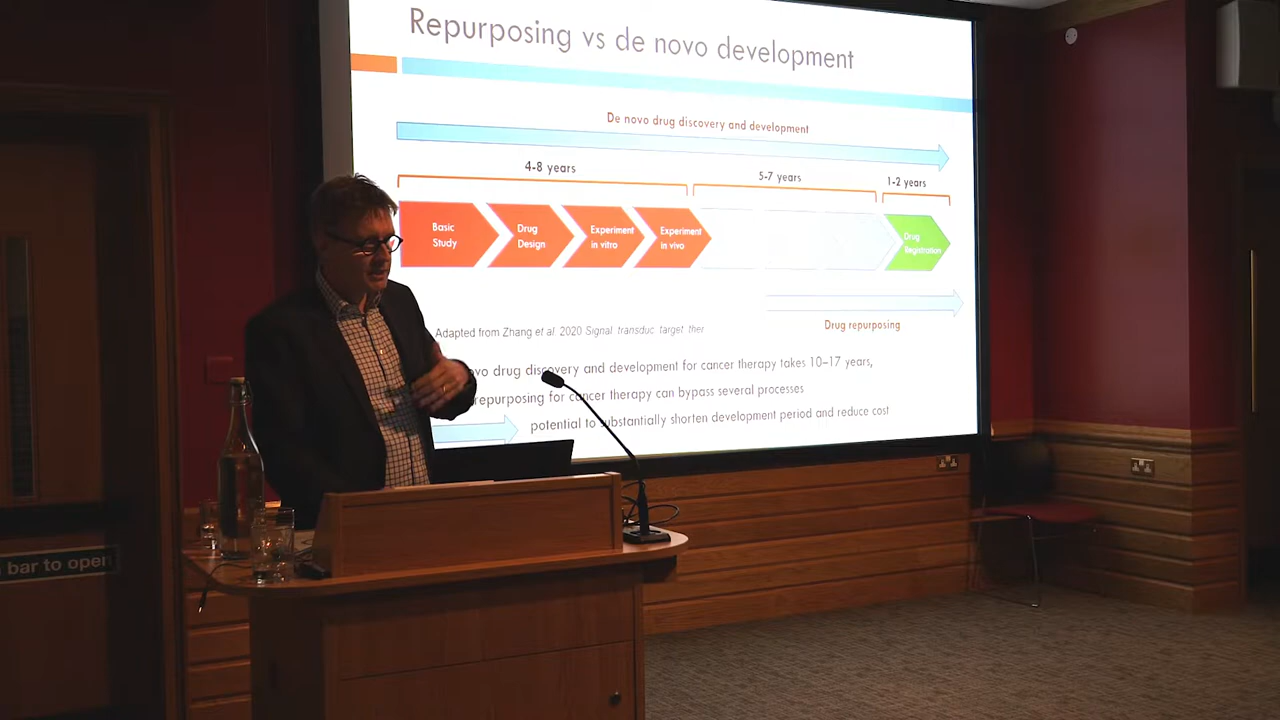 Repurposing vs de novo development
De novo drug discovery and development
4-8 years
5-7 years
1-2 years
Basic
Study
Drug
Design
Experiment
in vitro
Experiment
in vivo
Drug
Registration
Drug repurposing
Adapted from Zhang et al 2020 Signal transduc target ther
drug discovery and development for cancer therapy takes 10–17 years,
repurposing for cancer therapy can bypass several processes
potential to substantially shorten development period and reduce cost
bar to open